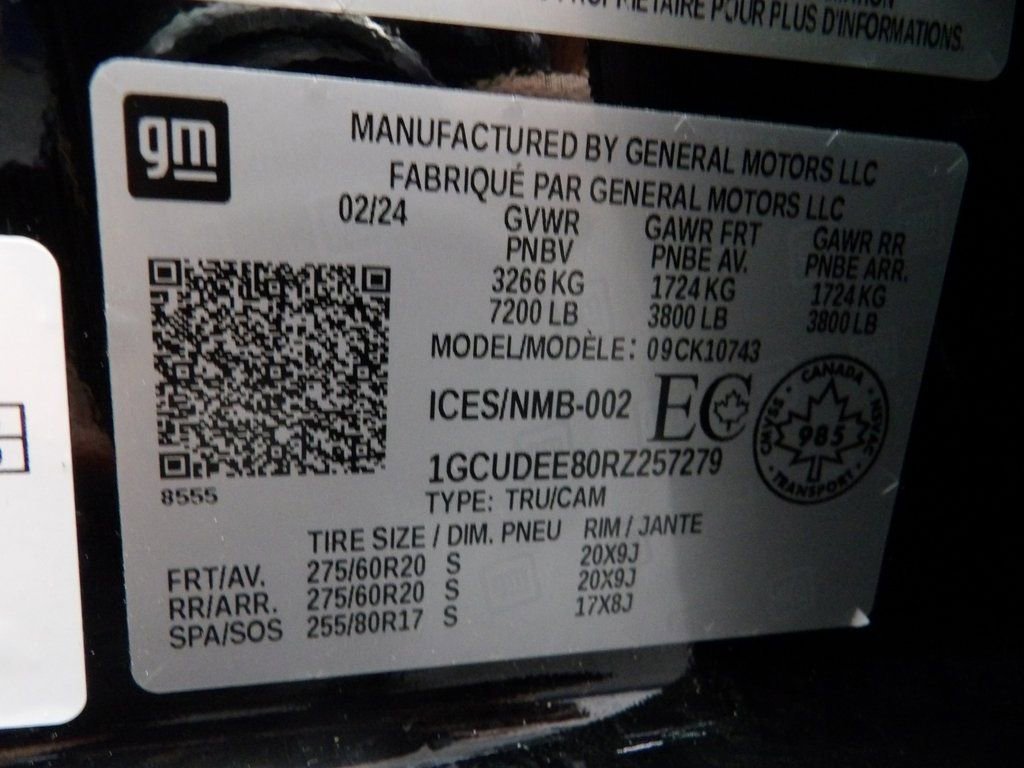 PROPRIÉTAIRE POUR PLUS D'INFORMATIONS.
gm
MANUFACTURED BY GENERAL MOTORS LLC
FABRIQUÉ PAR GENERAL MOTORS LLC
02/24 GVWR GAWR FRT GAWR RR
PNBV PNBE AV. PNBE ARR.
3266 KG 1724 KG 1724 KG
7200 LB 3800 LB 3800 LB
MODEL/MODÈLE: 09CK10743
ICES/NMB-002 EC
CANADA
CMVSS 985 NSVAC
TRANSPORT
1GCUDEE80RZ257279
8555
TYPE: TRU/CAM
TIRE SIZE / DIM. PNEU RIM / JANTE
FRT/AV. 275/60R20 S 20X9J
RR/ARR. 275/60R20 S 20X9J
SPA/SOS 255/80R17 S 17X8J